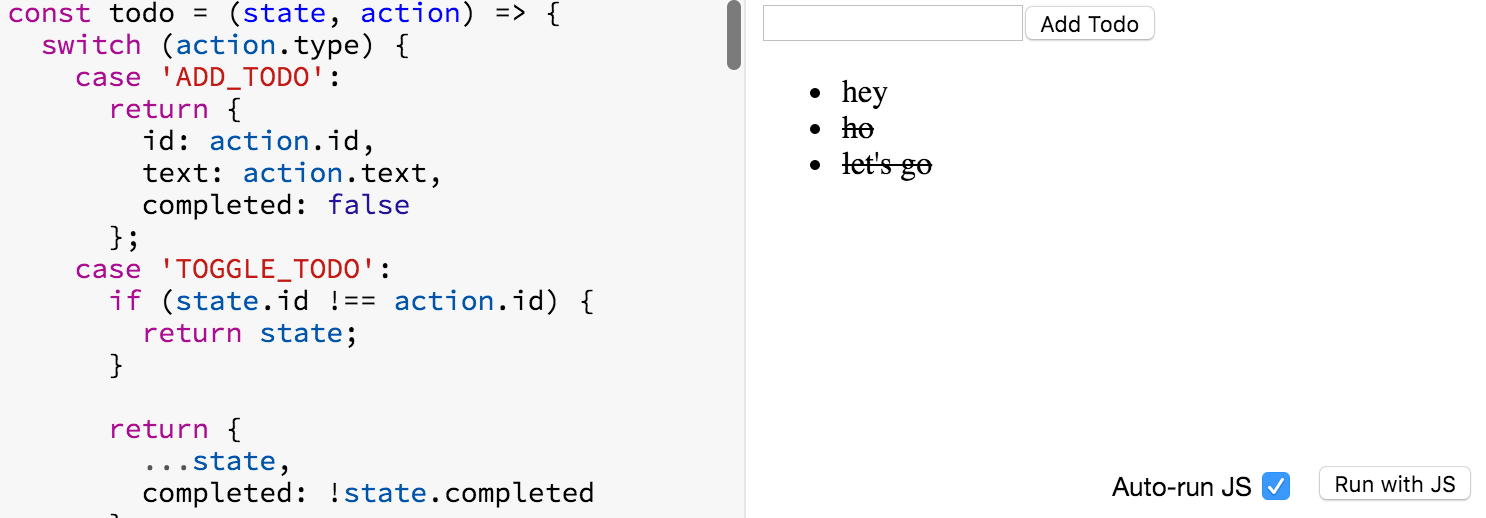 const todo = (state, action) => {
  switch (action.type) {
    case 'ADD_TODO':
      return {
        id: action.id,
        text: action.text,
        completed: false
      };
    case 'TOGGLE_TODO':
      if (state.id !== action.id) {
        return state;
      }
      return {
        ...state,
        completed: !state.completed
Add Todo
hey
ho
let's go
Auto-run JS
Run with JS